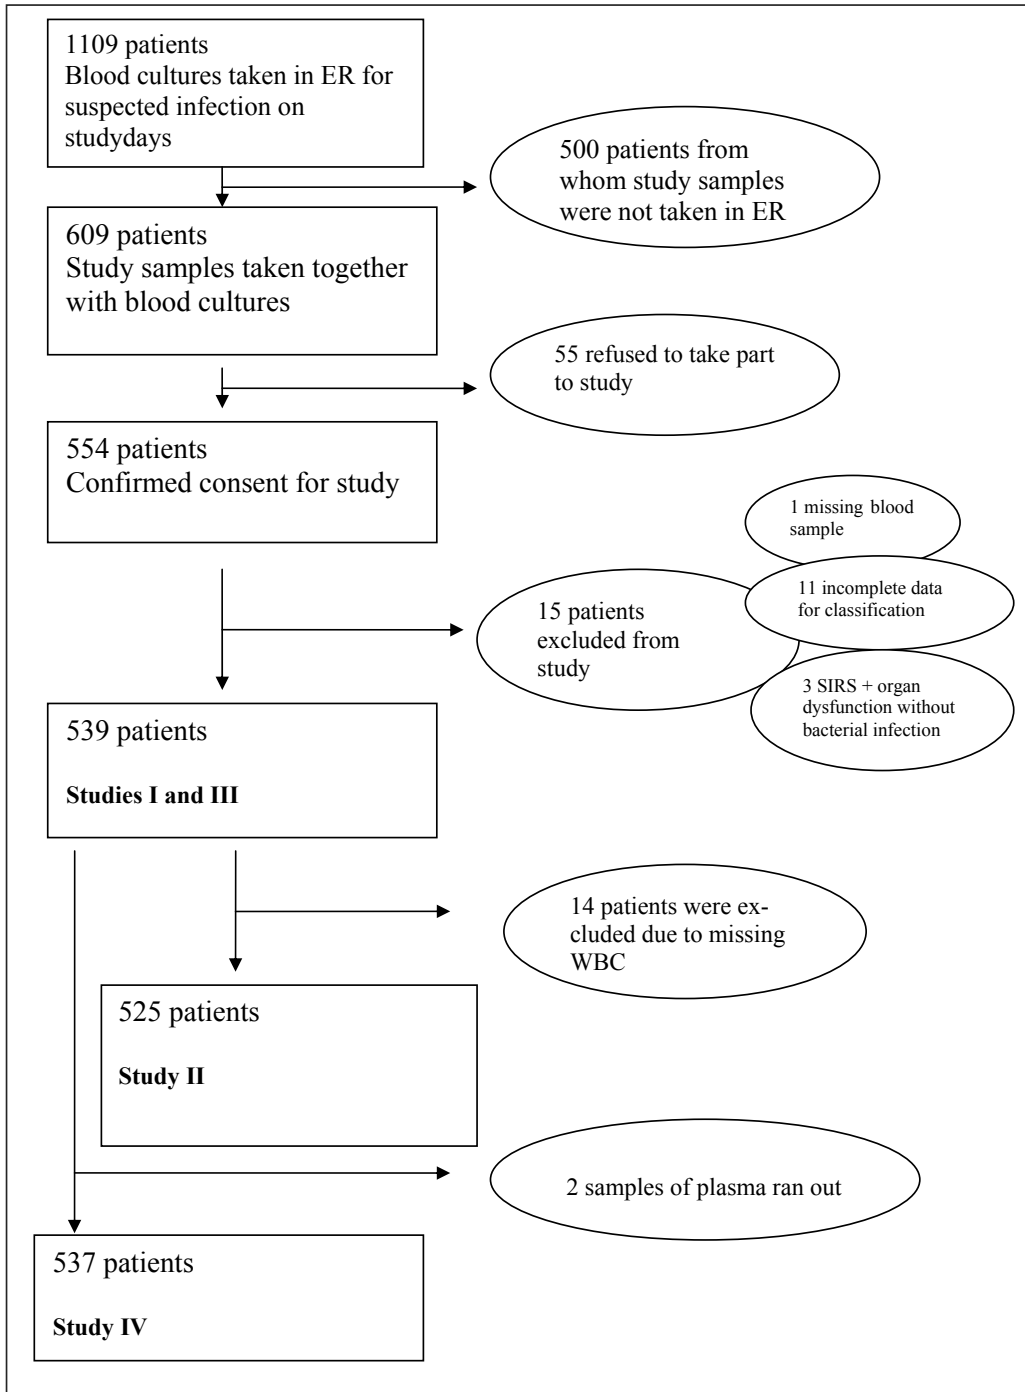 1109 patients
Blood cultures taken in ER for
suspected infection on
studydays
500 patients from
whom study samples
were not taken in ER
609 patients
Study samples taken together
with blood cultures
55 refused to take part
to study
554 patients
Confirmed consent for study
1 missing blood
sample
11 incomplete data
for classification
15 patients
excluded from
study
3 SIRS + organ
dysfunction without
bacterial infection
539 patients
Studies I and III
14 patients were ex-
cluded due to missing
WBC
525 patients
Study II
2 samples of plasma ran out
537 patients
Study IV